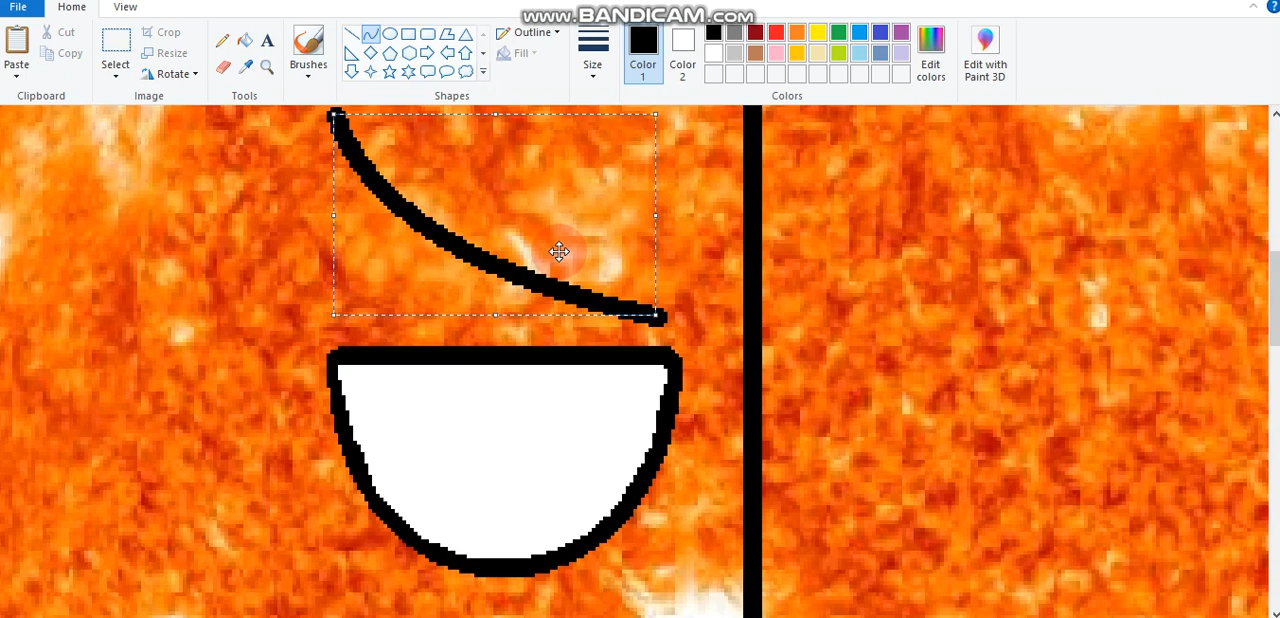 www.BANDICAM.com
File Home View
Paste
Cut
Copy
Clipboard
Select
Crop
Resize
Rotate
Image
A
Tools
Brushes
Outline
Fill
Shapes
Size
Color 1
Color 2
Edit colors
Colors
Edit with Paint 3D